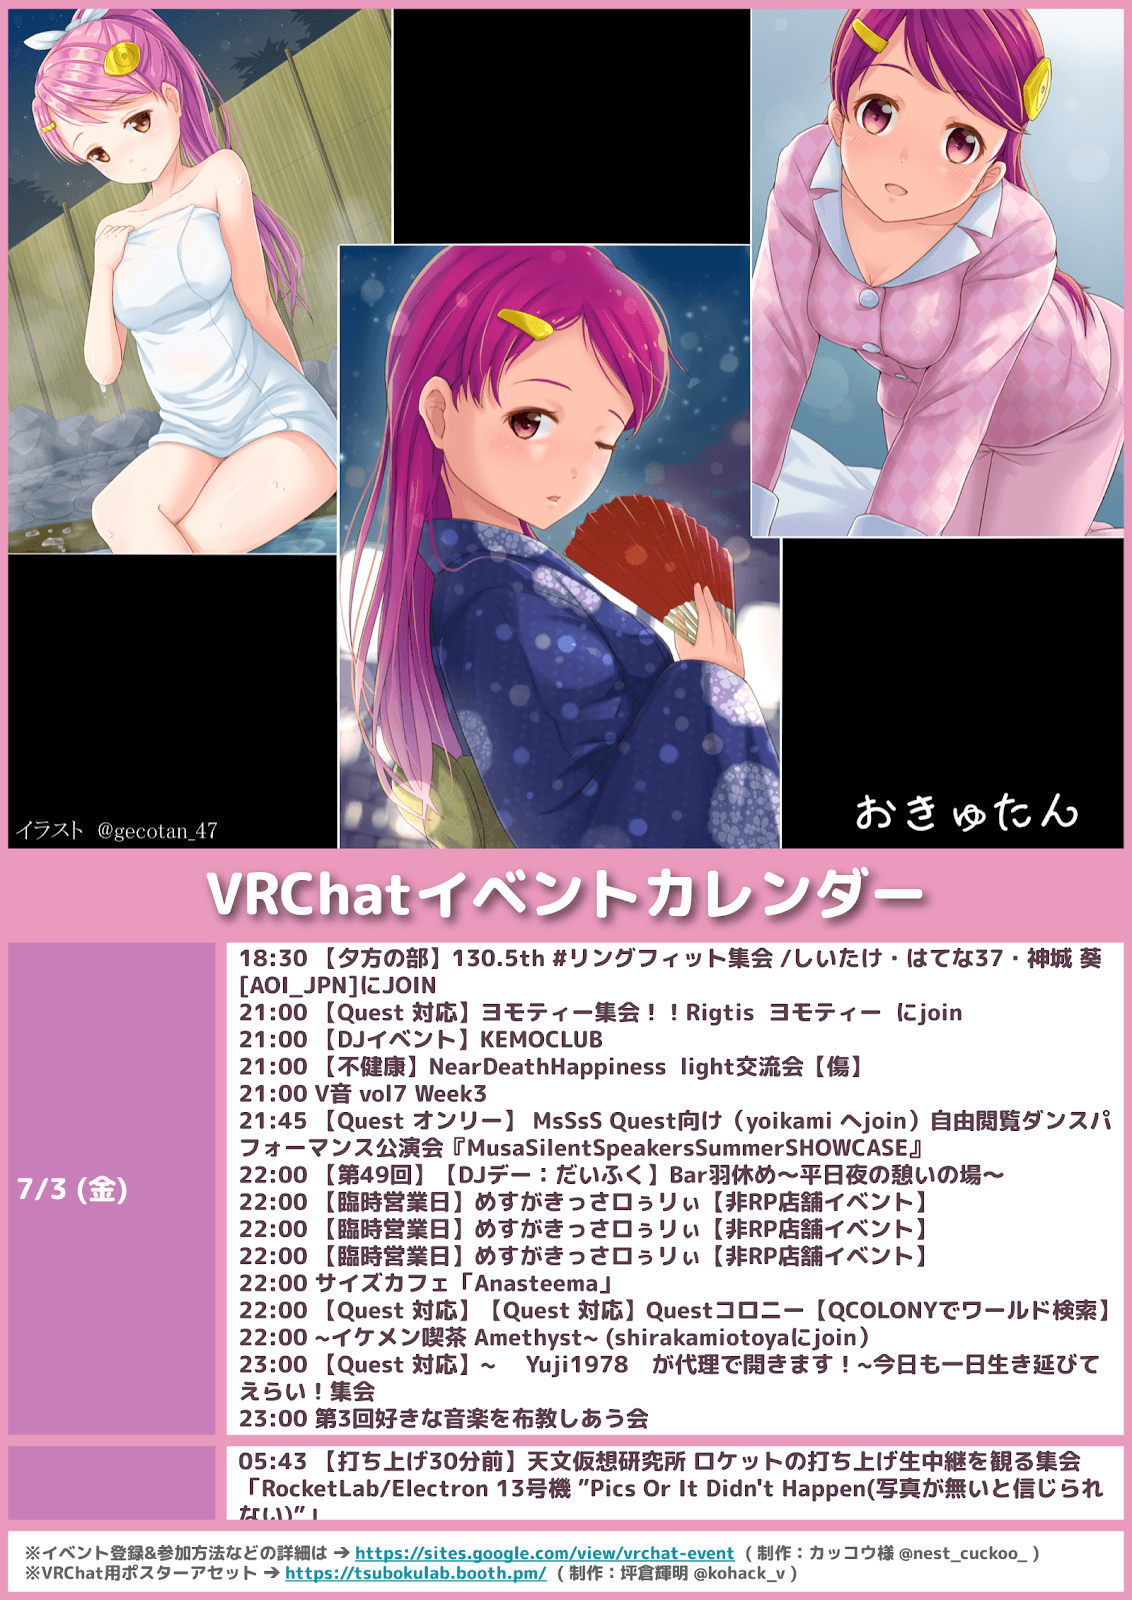 イラスト @gecotan_47
おきゅたん
VRChatイベントカレンダー
7/3 (金)
18:30 【夕方の部】130.5th #リングフィット集会 /しいたけ・はてな37・神城 葵
[AOI_JPN]にJOIN
21:00 【Quest 対応】ヨモティー集会！！Rigtis ヨモティー にjoin
21:00 【DJイベント】KEMOCLUB
21:00 【不健康】NearDeathHappiness light交流会【傷】
21:00 V音 vol7 Week3
21:45 【Quest オンリー】 MsSsS Quest向け（yoikami へjoin）自由閲覧ダンスパ
フォーマンス公演会『MusaSilentSpeakersSummerSHOWCASE』
22:00 【第49回】【DJデー：だいふく】Bar羽休め～平日夜の憩いの場～
22:00 【臨時営業日】めすがきっさロぅリぃ【非RP店舗イベント】
22:00 【臨時営業日】めすがきっさロぅリぃ【非RP店舗イベント】
22:00 【臨時営業日】めすがきっさロぅリぃ【非RP店舗イベント】
22:00 サイズカフェ「Anasteema」
22:00 【Quest 対応】【Quest 対応】Questコロニー【QCOLONYでワールド検索】
22:00 ~イケメン喫茶 Amethyst~ (shirakamiotoyaにjoin）
23:00 【Quest 対応】~　Yuji1978　が代理で開きます！~今日も一日生き延びて
えらい！集会
23:00 第3回好きな音楽を布教しあう会
05:43 【打ち上げ30分前】天文仮想研究所 ロケットの打ち上げ生中継を観る集会
「RocketLab/Electron 13号機 ”Pics Or It Didn't Happen(写真が無いと信じられ
ない)”」
※イベント登録&参加方法などの詳細は ➔ https://sites.google.com/view/vrchat-event （制作：カッコウ様 @nest_cuckoo_ ）
※VRChat用ポスターアセット ➔ https://tsubokulab.booth.pm/ （制作：坪倉輝明 @kohack_v ）